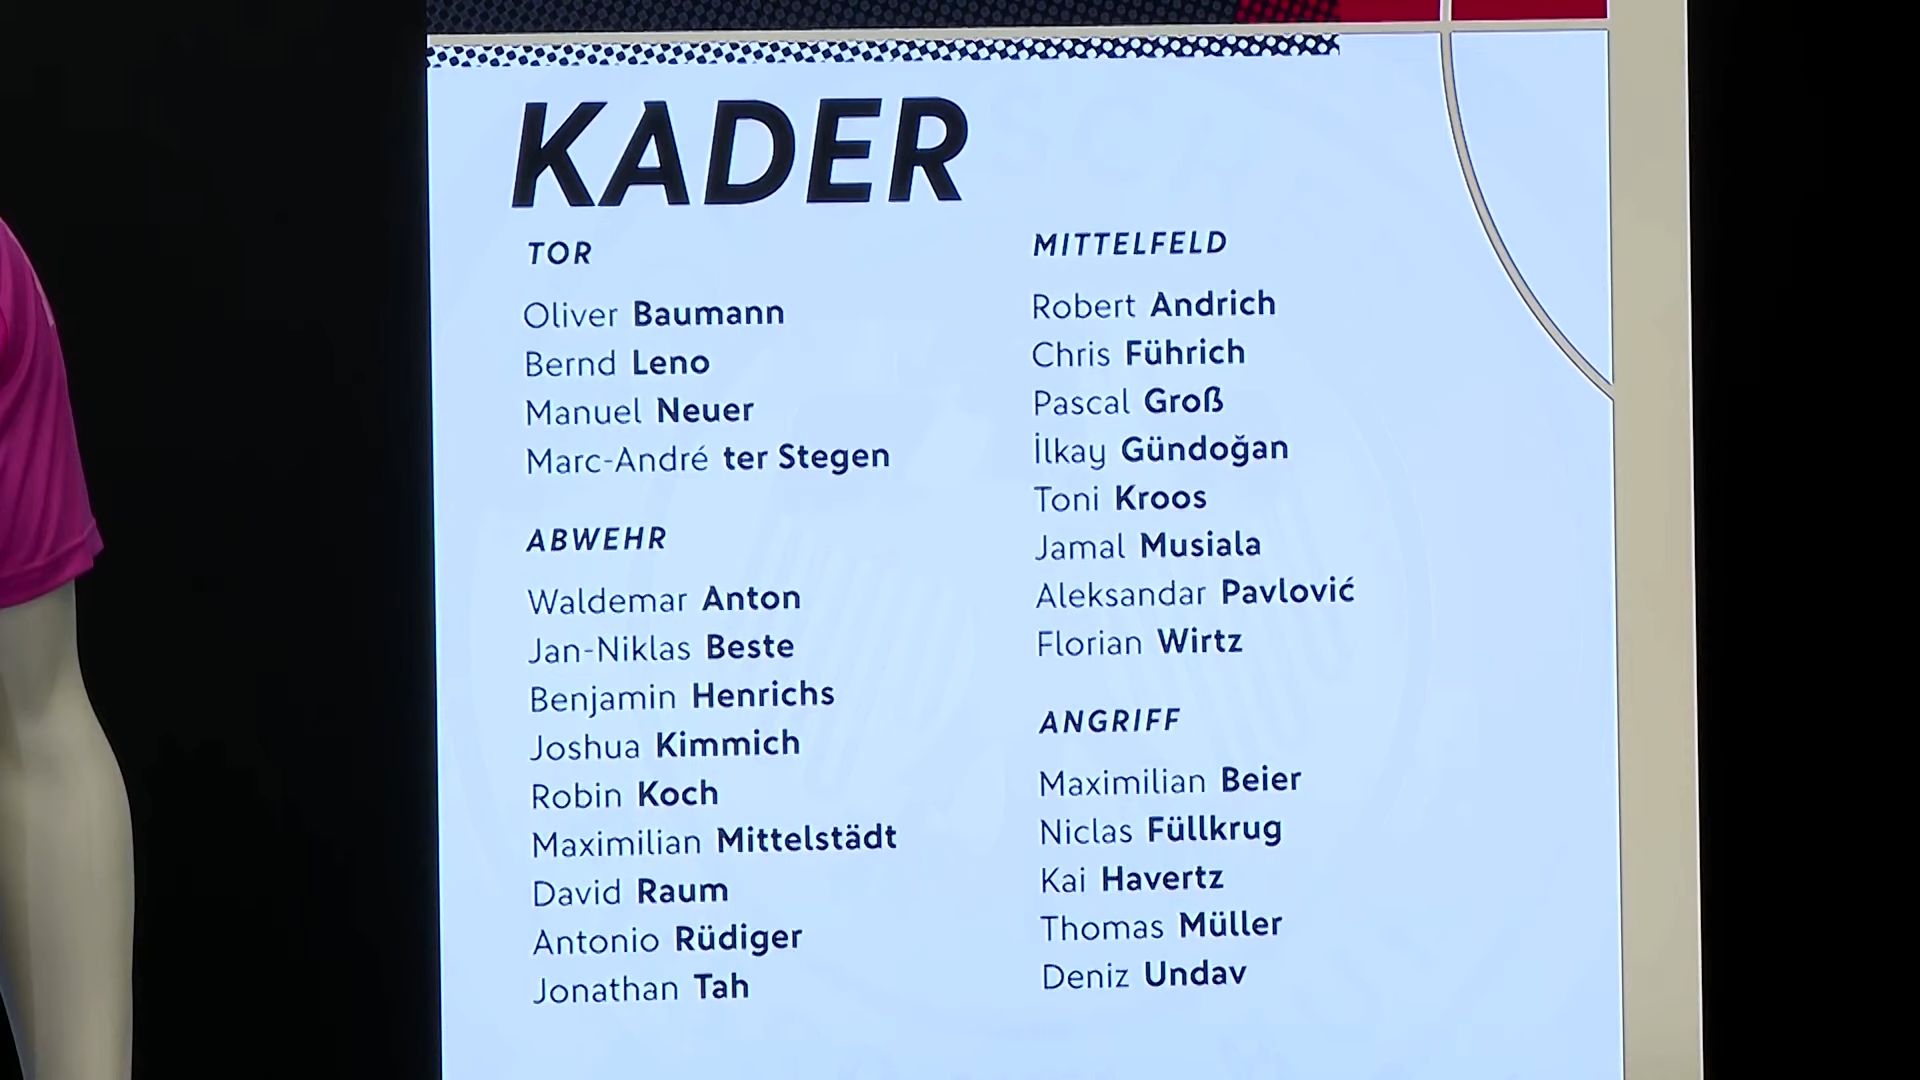 KADER
TOR
Oliver Baumann
Bernd Leno
Manuel Neuer
Marc-André ter Stegen
ABWEHR
Waldemar Anton
Jan-Niklas Beste
Benjamin Henrichs
Joshua Kimmich
Robin Koch
Maximilian Mittelstädt
David Raum
Antonio Rüdiger
Jonathan Tah
MITTELFELD
Robert Andrich
Chris Führich
Pascal Groß
İlkay Gündoğan
Toni Kroos
Jamal Musiala
Aleksandar Pavlović
Florian Wirtz
ANGRIFF
Maximilian Beier
Niclas Füllkrug
Kai Havertz
Thomas Müller
Deniz Undav